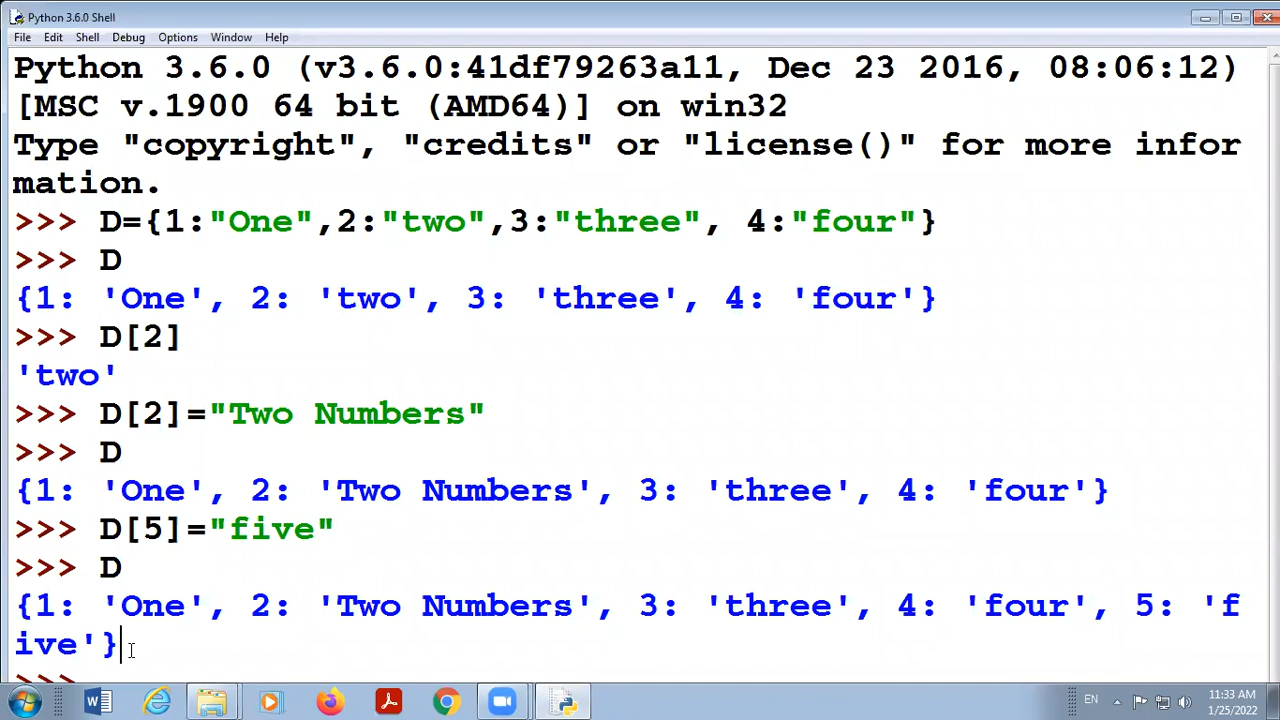 Python 3.6.0 Shell
File Edit Shell Debug Options Window Help
Python 3.6.0 (v3.6.0:41df79263a11, Dec 23 2016, 08:06:12)
[MSC v.1900 64 bit (AMD64)] on win32
Type "copyright", "credits" or "license()" for more infor
mation.
>>> D={1:"One",2:"two",3:"three", 4:"four"}
>>> D
{1: 'One', 2: 'two', 3: 'three', 4: 'four'}
>>> D[2]
'two'
>>> D[2]="Two Numbers"
>>> D
{1: 'One', 2: 'Two Numbers', 3: 'three', 4: 'four'}
>>> D[5]="five"
>>> D
{1: 'One', 2: 'Two Numbers', 3: 'three', 4: 'four', 5: 'f
ive'}
>>>
EN
11:33 AM
1/25/2022